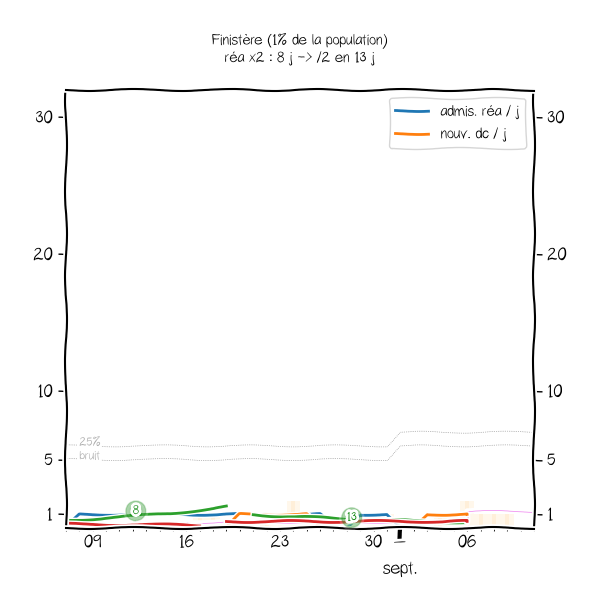 Finistère (1% de la population)
réa x2 : 8 j -> /2 en 13 j
admis. réa / j
nouv. dc / j
30 30
20 20
10 10
25%
bruit
5 5
8
13
1 1
09 16 23 30 1 06
sept.